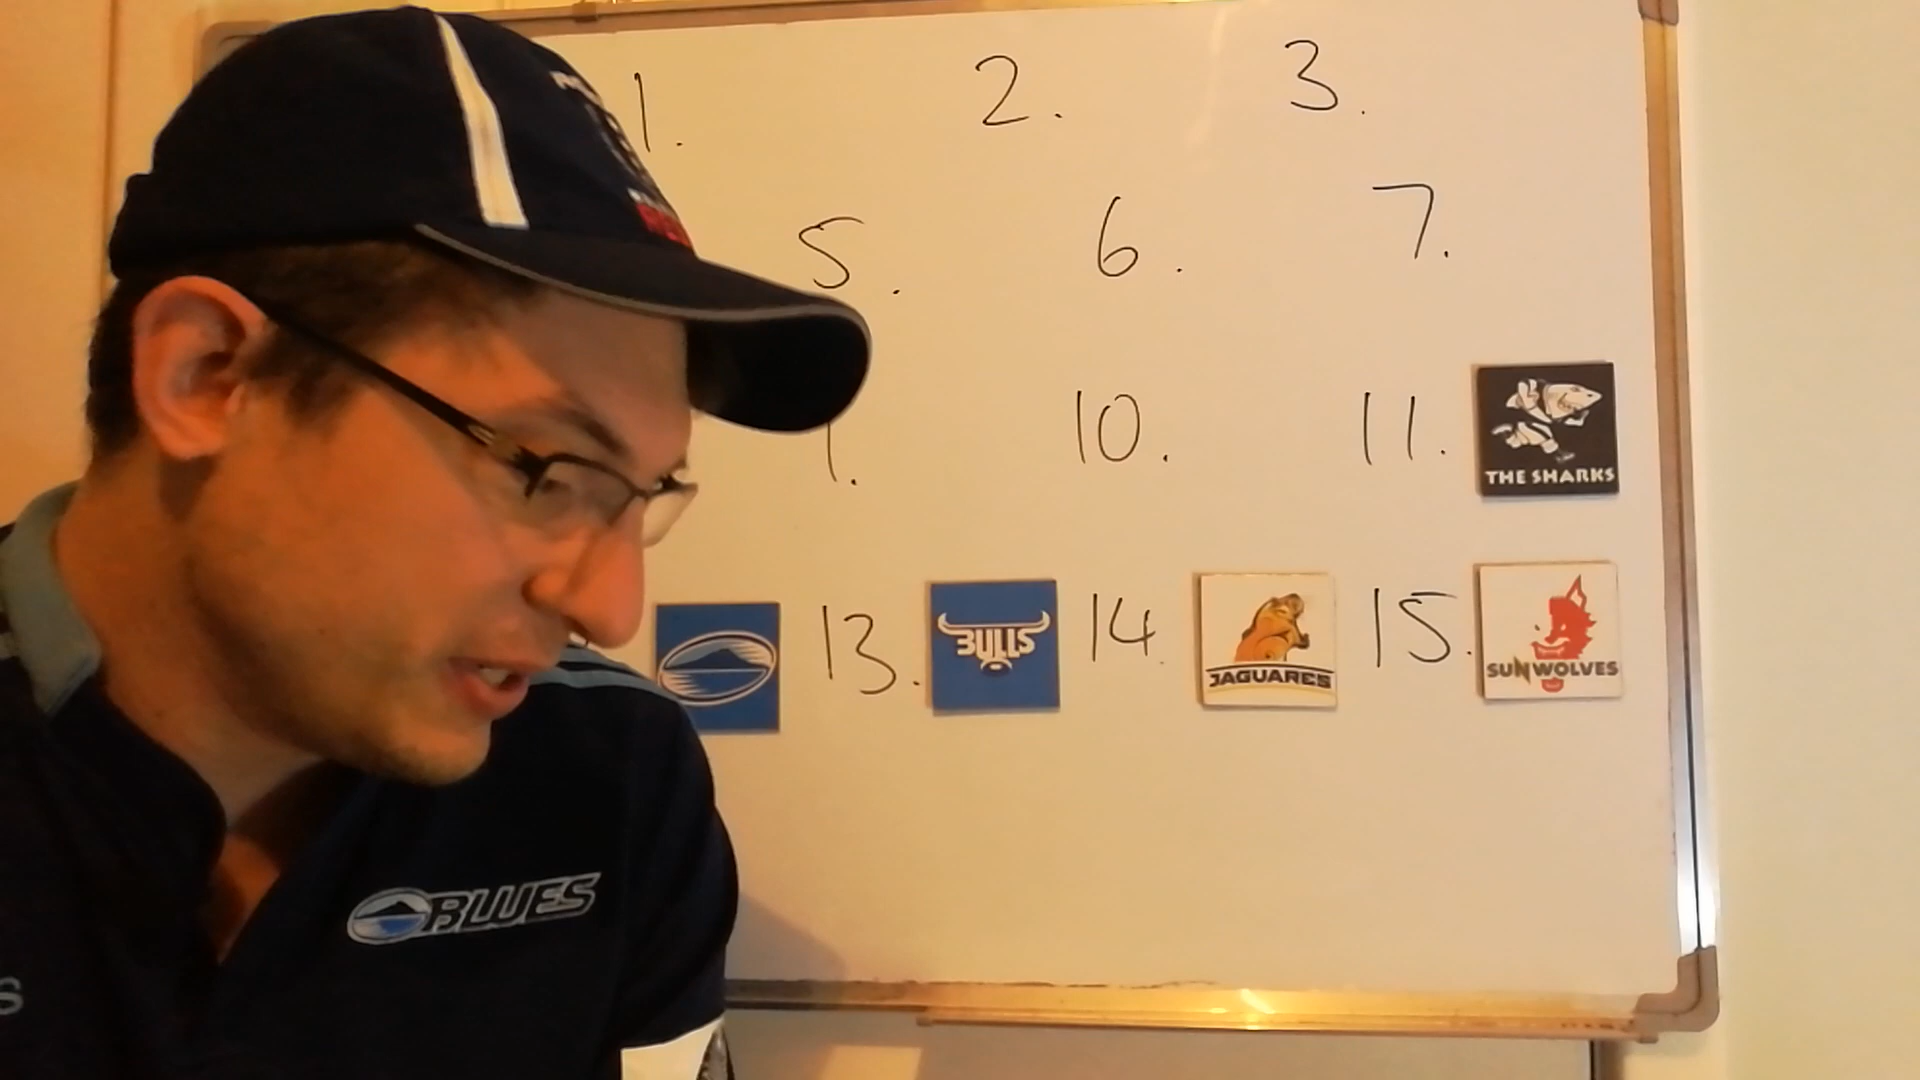 1. 2. 3.
5. 6. 7.
10. 11.
THE SHARKS
13. 14. 15.
BULLS
JAGUARES
SUNWOLVES
BLUES
S